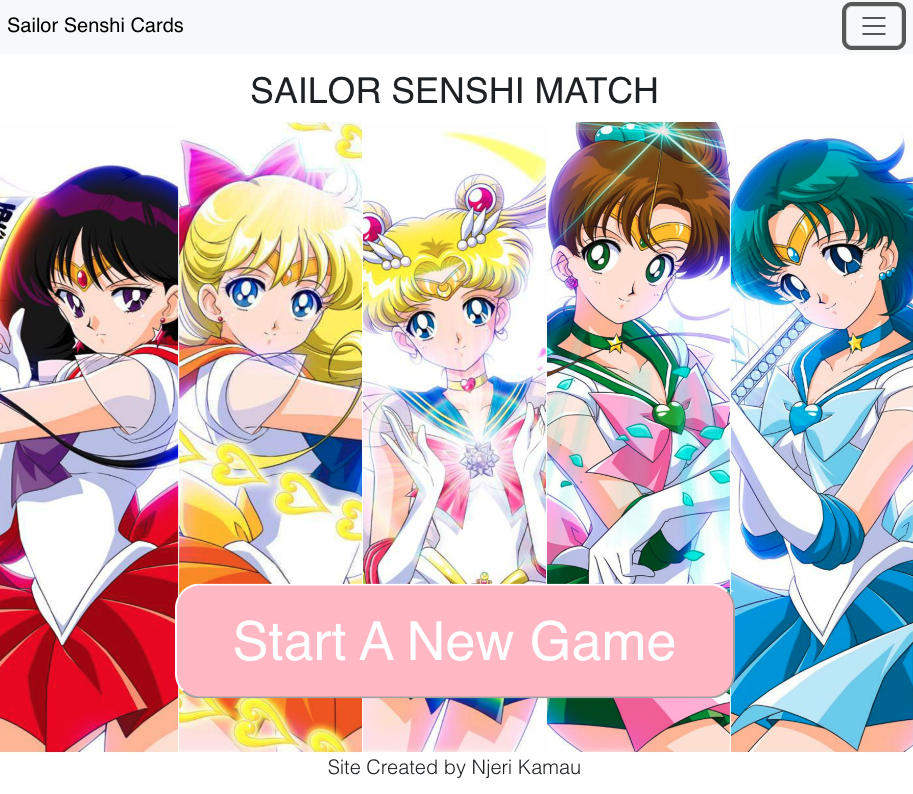 Sailor Senshi Cards
SAILOR SENSHI MATCH
Start A New Game
Site Created by Njeri Kamau